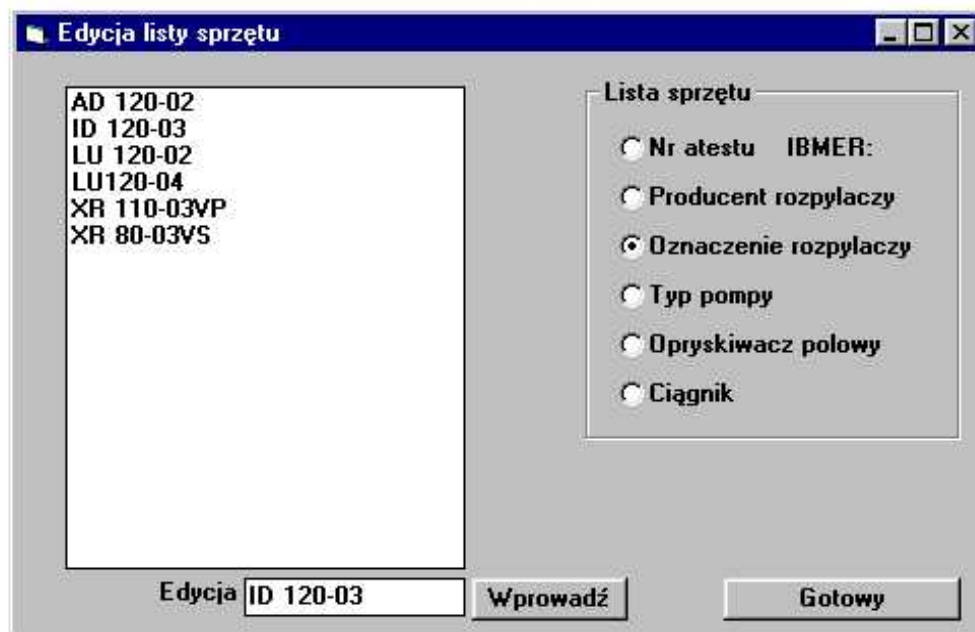 Edycja listy sprzętu
AD 120-02
ID 120-03
LU 120-02
LU120-04
XR 110-03VP
XR 80-03VS
Lista sprzętu
Nr atestu IBMER:
Producent rozpylaczy
Oznaczenie rozpylaczy
Typ pompy
Opryskiwacz polowy
Ciągnik
Edycja ID 120-03 Wprowadź Gotowy